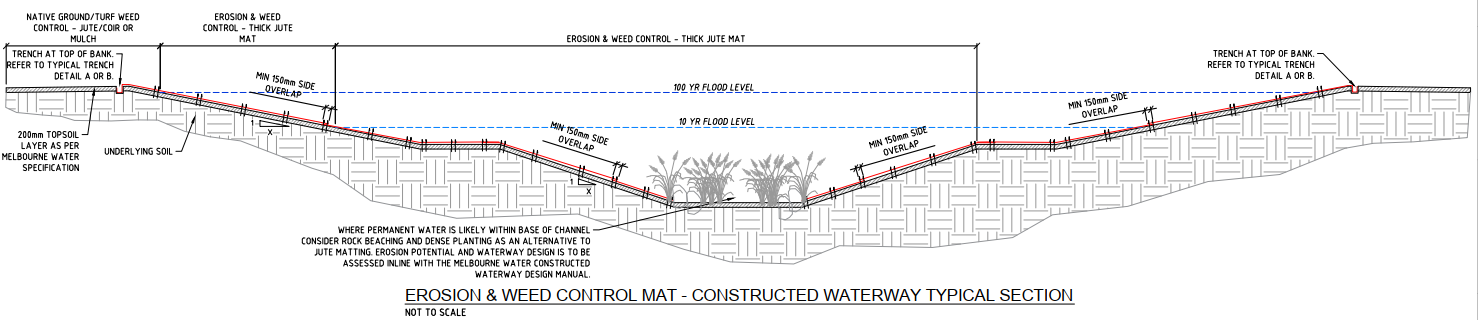 NATIVE GROUND/TURF WEED
CONTROL - JUTE/COIR OR
MULCH
EROSION & WEED
CONTROL - THICK JUTE
MAT
EROSION & WEED CONTROL - THICK JUTE MAT
TRENCH AT TOP OF BANK.
REFER TO TYPICAL TRENCH
DETAIL A OR B.
TRENCH AT TOP OF BANK.
REFER TO TYPICAL TRENCH
DETAIL A OR B.
MIN 150mm SIDE
OVERLAP
100 YR FLOOD LEVEL
MIN 150mm SIDE
OVERLAP
10 YR FLOOD LEVEL
1
X
MIN 150mm SIDE
OVERLAP
MIN 150mm SIDE
OVERLAP
200mm TOPSOIL
LAYER AS PER
MELBOURNE WATER
SPECIFICATION
UNDERLYING SOIL
1
X
WHERE PERMANENT WATER IS LIKELY WITHIN BASE OF CHANNEL
CONSIDER ROCK BEACHING AND DENSE PLANTING AS AN ALTERNATIVE TO
JUTE MATTING. EROSION POTENTIAL AND WATERWAY DESIGN IS TO BE
ASSESSED INLINE WITH THE MELBOURNE WATER CONSTRUCTED
WATERWAY DESIGN MANUAL.
EROSION & WEED CONTROL MAT - CONSTRUCTED WATERWAY TYPICAL SECTION
NOT TO SCALE